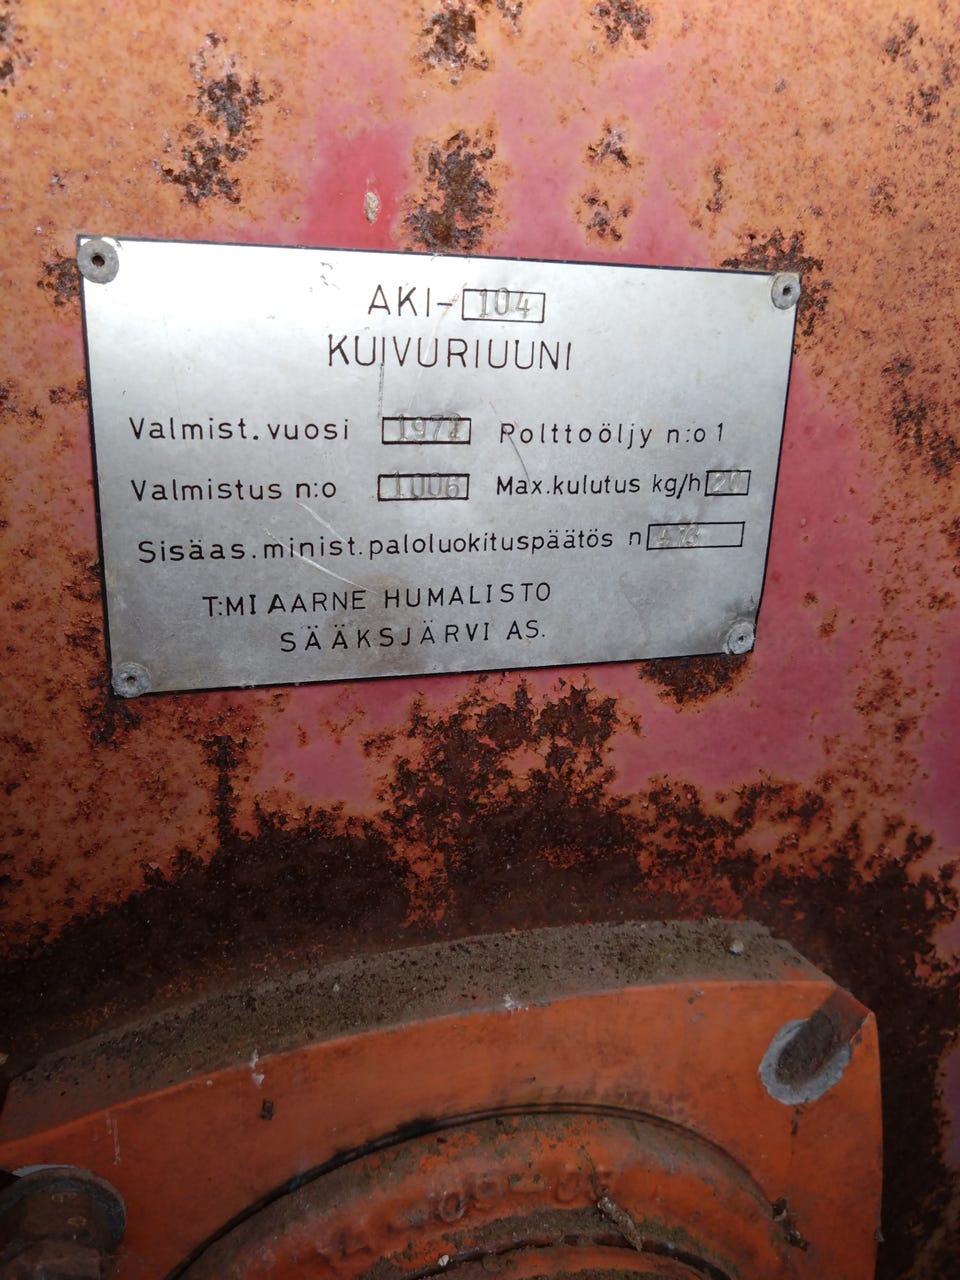 AKI-104
KUIVURIUUNI
Valmist.vuosi 1972 Polttoöljy n:o 1
Valmistus n:o 1006 Max.kulutus kg/h 20
Sisäas.minist.paloluokituspäätös n
T:MI AARNE HUMALISTO
SÄÄKSJÄRVI AS.